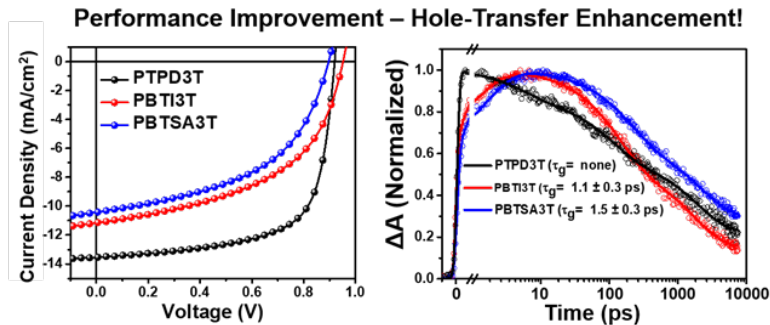 Performance Improvement – Hole-Transfer Enhancement!
Current Density (mA/cm²)
0
-2
-4
-6
-8
-10
-12
-14
PTPD3T
PBTI3T
PBTSA3T
0.0 0.2 0.4 0.6 0.8 1.0
Voltage (V)
ΔA (Normalized)
1.0
0.8
0.6
0.4
0.2
0.0
PTPD3T (τg= none)
PBTI3T (τg= 1.1 ± 0.3 ps)
PBTSA3T (τg= 1.5 ± 0.3 ps)
0 10 100 1000 10000
Time (ps)